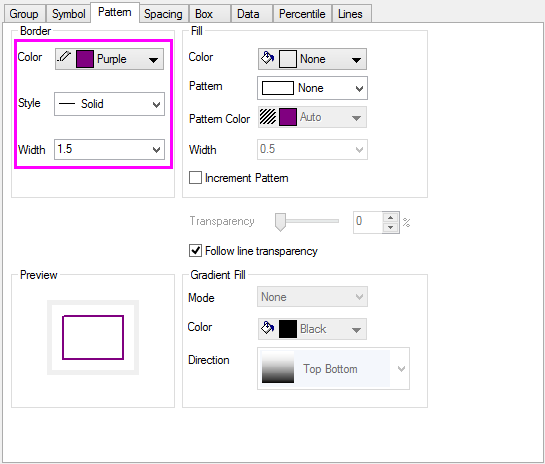 Group Symbol Pattern Spacing Box Data Percentile Lines
Border
Color Purple
Style Solid
Width 1.5
Fill
Color None
Pattern None
Pattern Color Auto
Width 0.5
Increment Pattern
Transparency 0 %
Follow line transparency
Preview
Gradient Fill
Mode None
Color Black
Direction Top Bottom